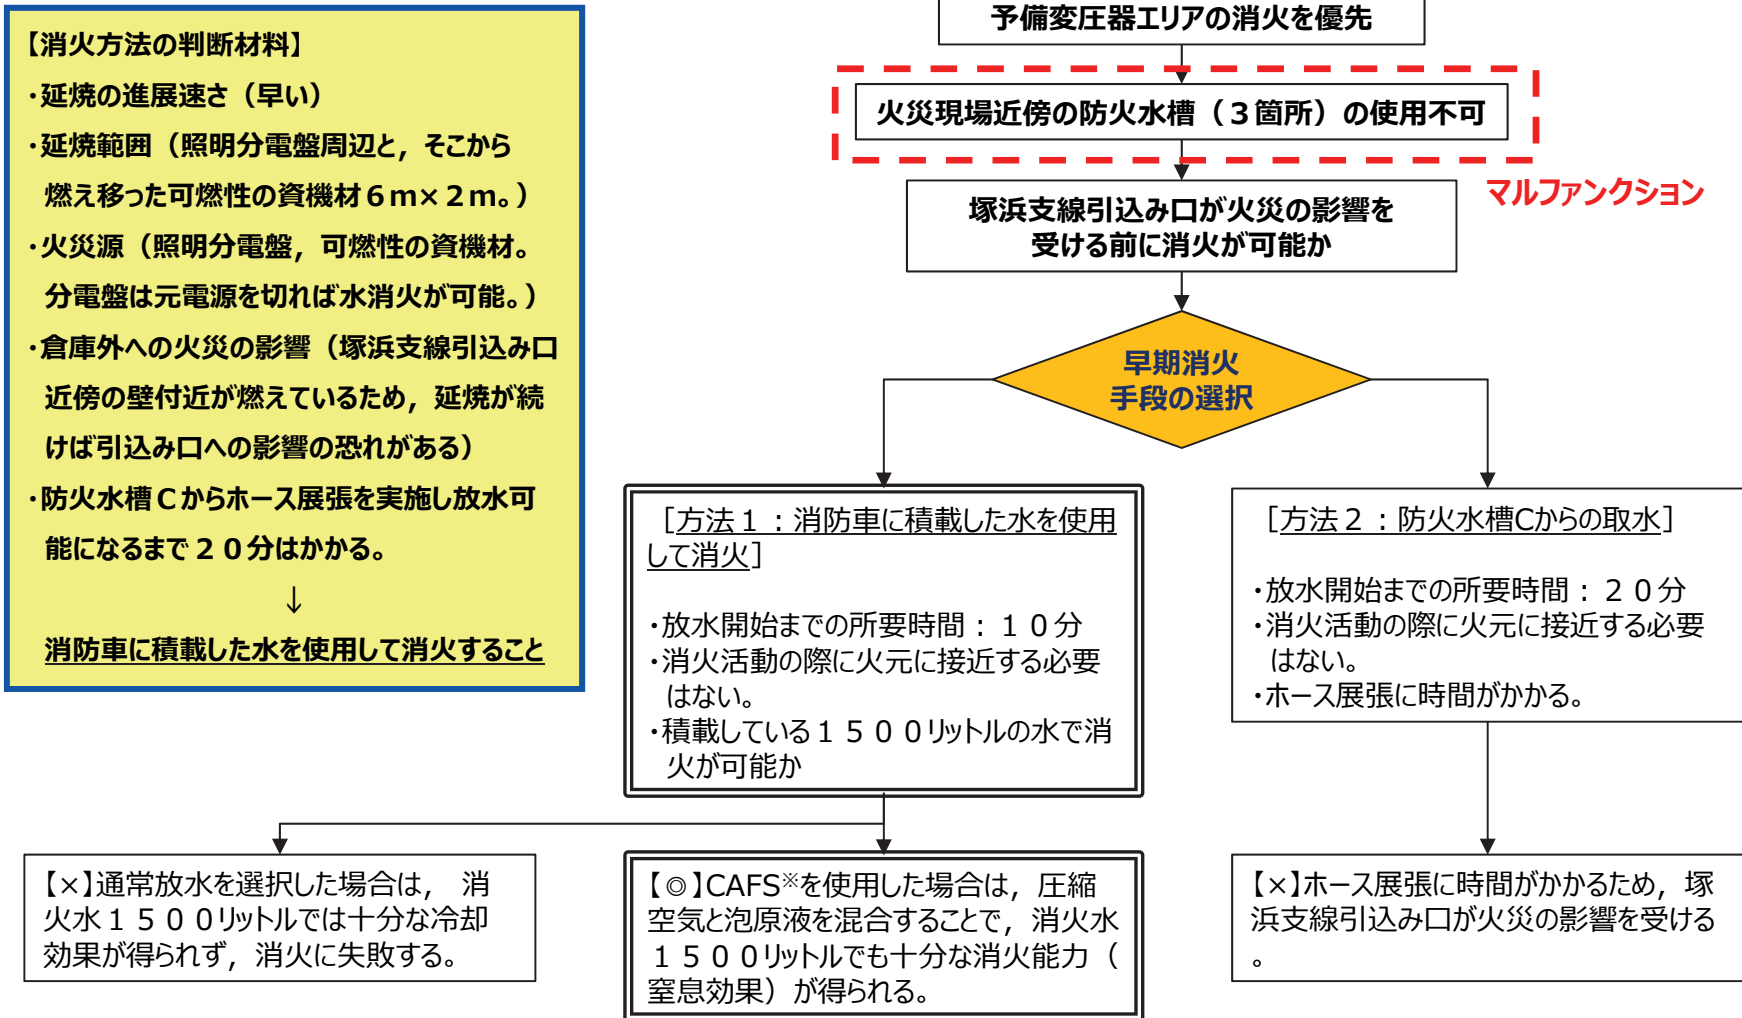 【消火方法の判断材料】
・延焼の進展速さ（早い）
・延焼範囲（照明分電盤周辺と，そこから
燃え移った可燃性の資機材６ｍ×２ｍ。）
・火災源（照明分電盤，可燃性の資機材。
分電盤は元電源を切れば水消火が可能。）
・倉庫外への火災の影響（塚浜支線引込み口
近傍の壁付近が燃えているため，延焼が続
けば引込み口への影響の恐れがある）
・防火水槽Ｃからホース展張を実施し放水可
能になるまで２０分はかかる。
↓
消防車に積載した水を使用して消火すること
予備変圧器エリアの消火を優先
火災現場近傍の防火水槽（３箇所）の使用不可
マルファンクション
塚浜支線引込み口が火災の影響を
受ける前に消火が可能か
早期消火
手段の選択
［方法１：消防車に積載した水を使用
して消火］
・放水開始までの所要時間：１０分
・消火活動の際に火元に接近する必要
はない。
・積載している１５００リットルの水で消
火が可能か
［方法２：防火水槽Cからの取水］
・放水開始までの所要時間：２０分
・消火活動の際に火元に接近する必要
はない。
・ホース展張に時間がかかる。
【×】通常放水を選択した場合は， 消
火水１５００リットルでは十分な冷却
効果が得られず，消火に失敗する。
【◎】CAFS※を使用した場合は，圧縮
空気と泡原液を混合することで，消火水
１５００リットルでも十分な消火能力（
窒息効果）が得られる。
【×】ホース展張に時間がかかるため，塚
浜支線引込み口が火災の影響を受ける
。